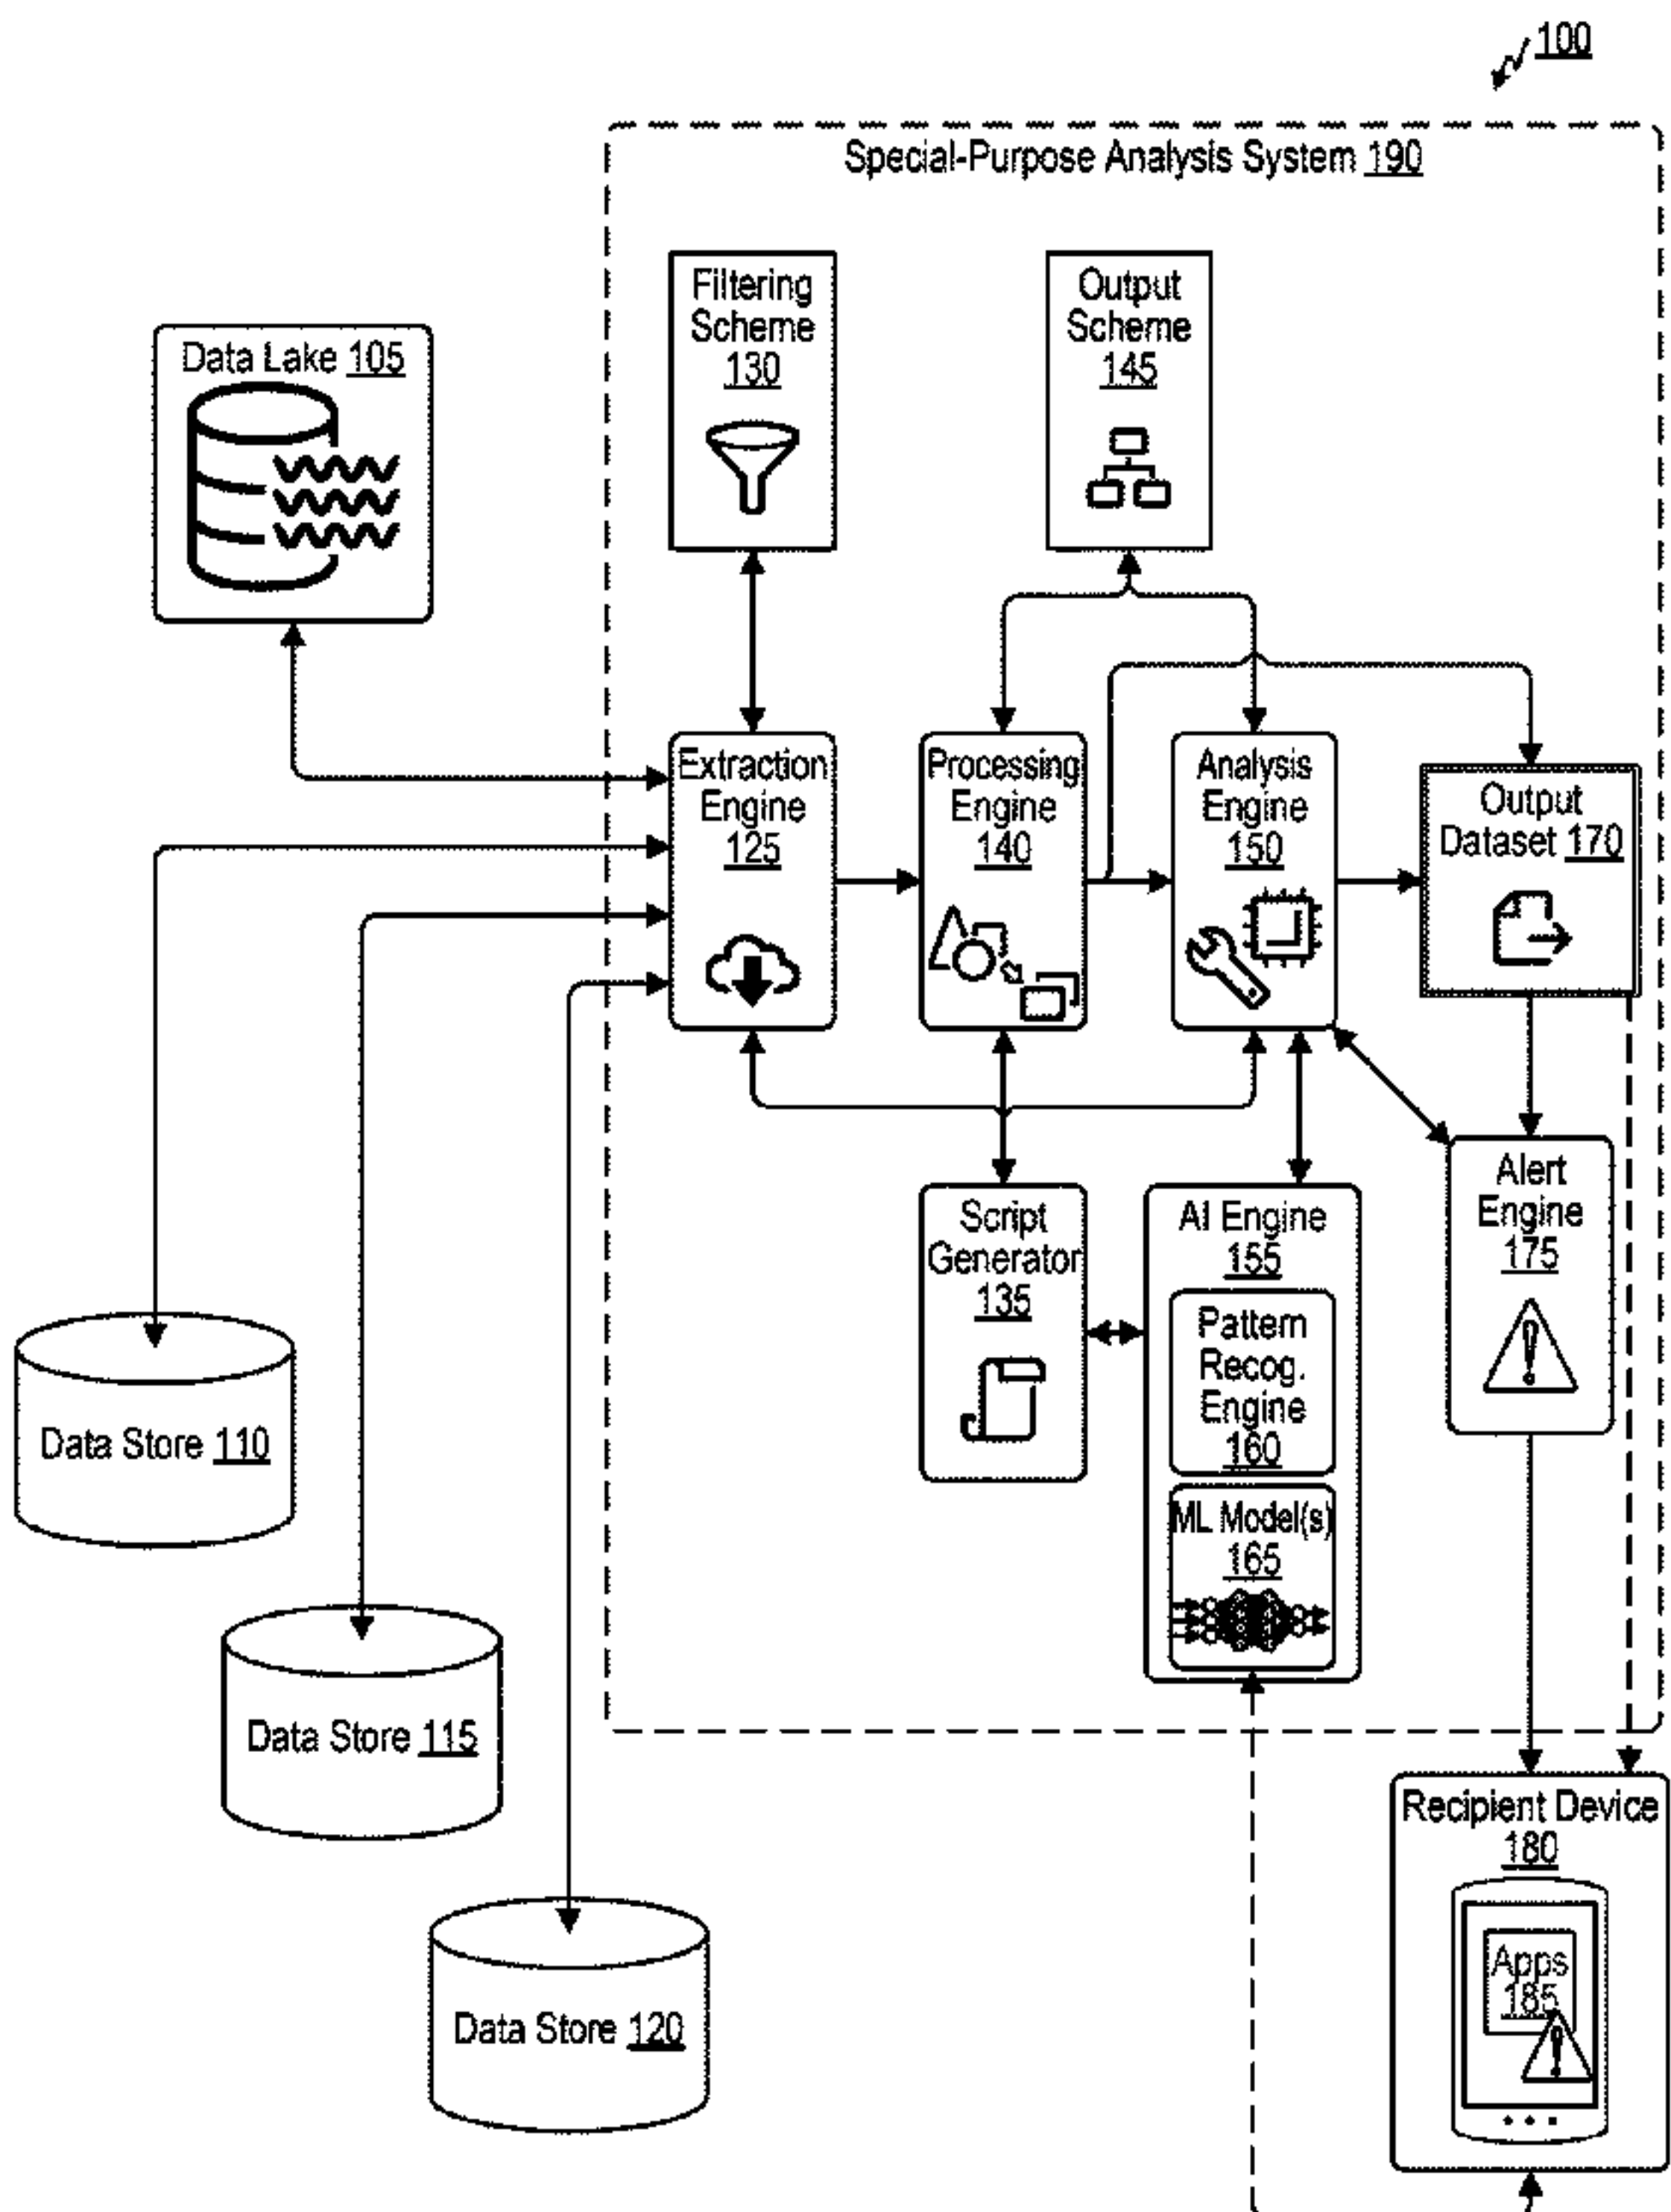 100
Special-Purpose Analysis System 190
Filtering
Scheme
130
Output
Scheme
145
Data Lake 105
Extraction
Engine
125
Processing
Engine
140
Analysis
Engine
150
Output
Dataset 170
Script
Generator
135
AI Engine
155
Pattern
Recog.
Engine
160
ML Model(s)
165
Alert
Engine
175
Data Store 110
Data Store 115
Data Store 120
Recipient Device
180
Apps
185